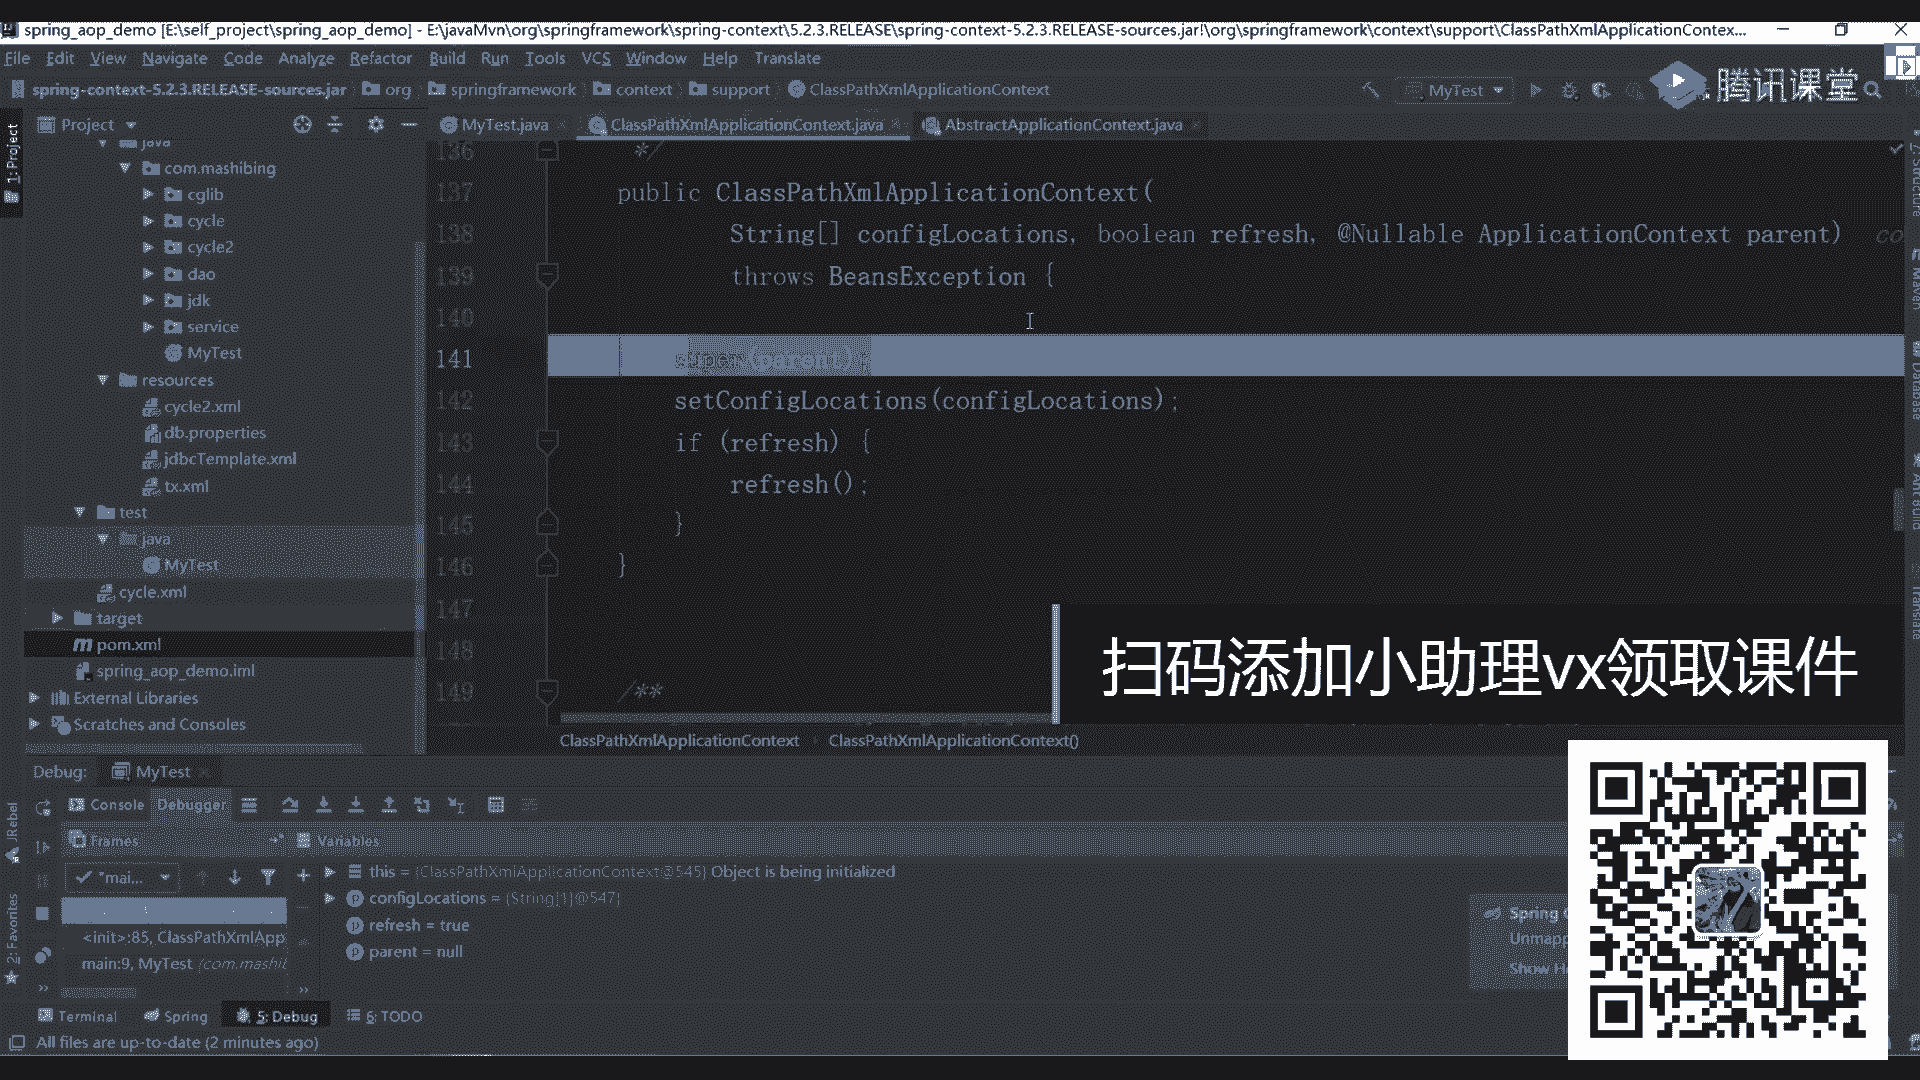 spring_aop_demo [E:\self_project\spring_aop_demo] - E:\javaMvn\org\springframework\spring-context\5.2.3.RELEASE\spring-context-5.2.3.RELEASE-sources.jar!\org\springframework\context\support\ClassPathXmlApplicationContex...
File Edit View Navigate Code Analyze Refactor Build Run Tools VCS Window Help Translate
spring-context-5.2.3.RELEASE-sources.jar org springframework context support ClassPathXmlApplicationContext MyTest
腾讯课堂
1: Project
Project MyTest.java ClassPathXmlApplicationContext.java AbstractApplicationContext.java
java
com.mashibing
cglib
cycle
cycle2
dao
jdk
service
MyTest
resources
cycle2.xml
db.properties
jdbcTemplate.xml
tx.xml
test
java
MyTest
cycle.xml
target
pom.xml
spring_aop_demo.iml
External Libraries
Scratches and Consoles
136 */
137 public ClassPathXmlApplicationContext(
138 String[] configLocations, boolean refresh, @Nullable ApplicationContext parent) co
139 throws BeansException {
140
141 super(parent);
142 setConfigLocations(configLocations);
143 if (refresh) {
144 refresh();
145 }
146 }
147
148
149 /**
ClassPathXmlApplicationContext ClassPathXmlApplicationContext()
扫码添加小助理vx领取课件
Debug: MyTest
Console Debugger
Frames Variables
"mai...
<init>:85, ClassPathXmlApp
main:9, MyTest (com.mashib
this = {ClassPathXmlApplicationContext@545} Object is being initialized
configLocations = {String[1]@547}
refresh = true
parent = null
Spring
Unmapp
Show H
JRebel
2: Favorites
Terminal Spring 5: Debug 6: TODO
All files are up-to-date (2 minutes ago)
Z: Structure
Maven
Database
Ant Build
Translate